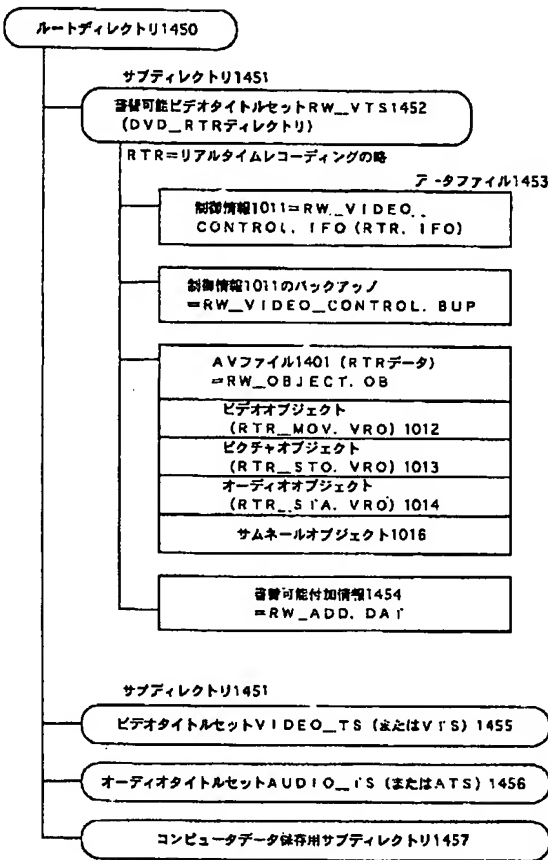 ルートディレクトリ1450
サブディレクトリ1451
書替可能ビデオタイトルセットRW_VTS1452
(DVD_RTRディレクトリ)
RTR=リアルタイムレコーディングの略
データファイル1453
制御情報1011=RW_VIDEO_
CONTROL. IFO (RTR. IFO)
制御情報1011のバックアップ
=RW_VIDEO_CONTROL. BUP
AVファイル1401 (RTRデータ)
=RW_OBJECT. OB
ビデオオブジェクト
(RTR_MOV. VRO) 1012
ピクチャオブジェクト
(RTR_STO. VRO) 1013
オーディオオブジェクト
(RTR_STA. VRO) 1014
サムネールオブジェクト1016
書替可能付加情報1454
=RW_ADD. DAT
サブディレクトリ1451
ビデオタイトルセットVIDEO_TS (またはVTS) 1455
オーディオタイトルセットAUDIO_TS (またはATS) 1456
コンピュータデータ保存用サブディレクトリ1457